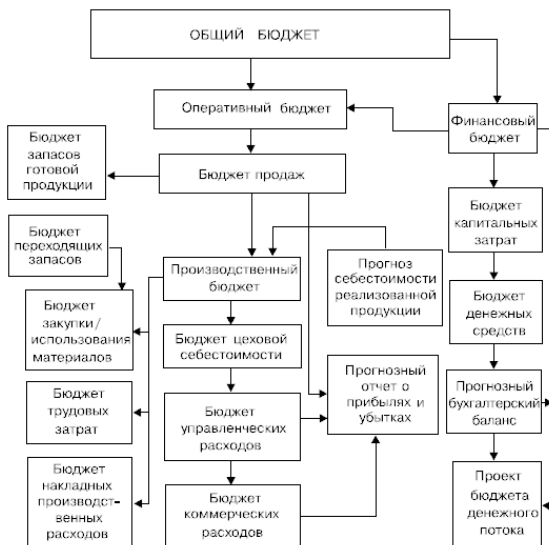 ОБЩИЙ БЮДЖЕТ
Оперативный бюджет
Финансовый
бюджет
Бюджет
запасов
готовой
продукции
Бюджет продаж
Бюджет
капитальных
затрат
Бюджет
переходящих
запасов
Производственный
бюджет
Прогноз
себестоимости
реализованной
продукции
Бюджет
закупки/
использования
материалов
Бюджет
денежных
средств
Бюджет цеховой
себестоимости
Прогнозный
отчет о
прибылях и
убытках
Бюджет
трудовых
затрат
Бюджет
управленческих
расходов
Прогнозный
бухгалтерский
баланс
Бюджет
накладных
производст-
венных
расходов
Бюджет
коммерческих
расходов
Проект
бюджета
денежного
потока